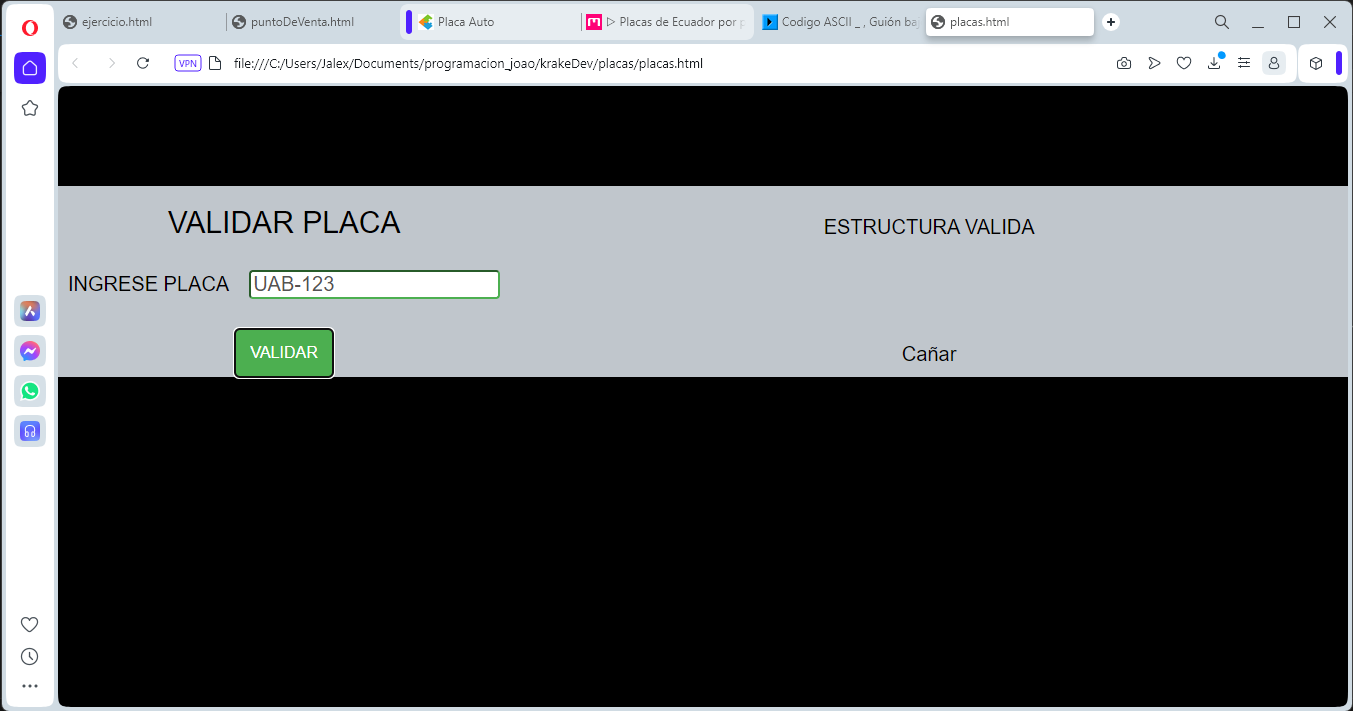 ejercicio.html
puntoDeVenta.html
Placa Auto
▷ Placas de Ecuador por p
Codigo ASCII _ , Guión baj
placas.html
VPN
file:///C:/Users/Jalex/Documents/programacion_joao/krakeDev/placas/placas.html
VALIDAR PLACA
ESTRUCTURA VALIDA
INGRESE PLACA
UAB-123
VALIDAR
Cañar